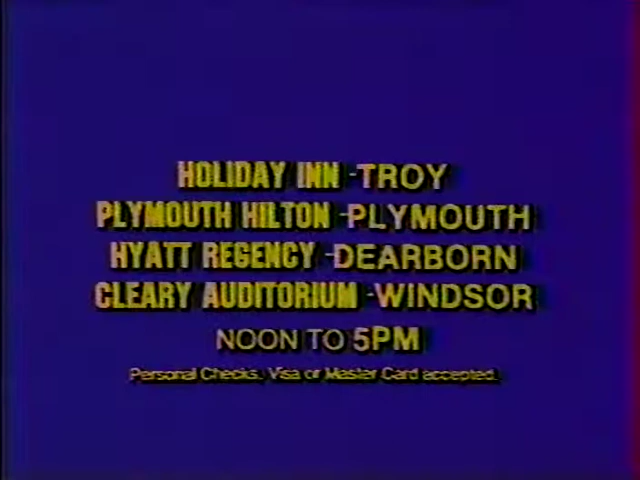 HOLIDAY INN -TROY
PLYMOUTH HILTON -PLYMOUTH
HYATT REGENCY -DEARBORN
CLEARY AUDITORIUM -WINDSOR
NOON TO 5PM
Personal Checks, Visa or Master Card accepted.